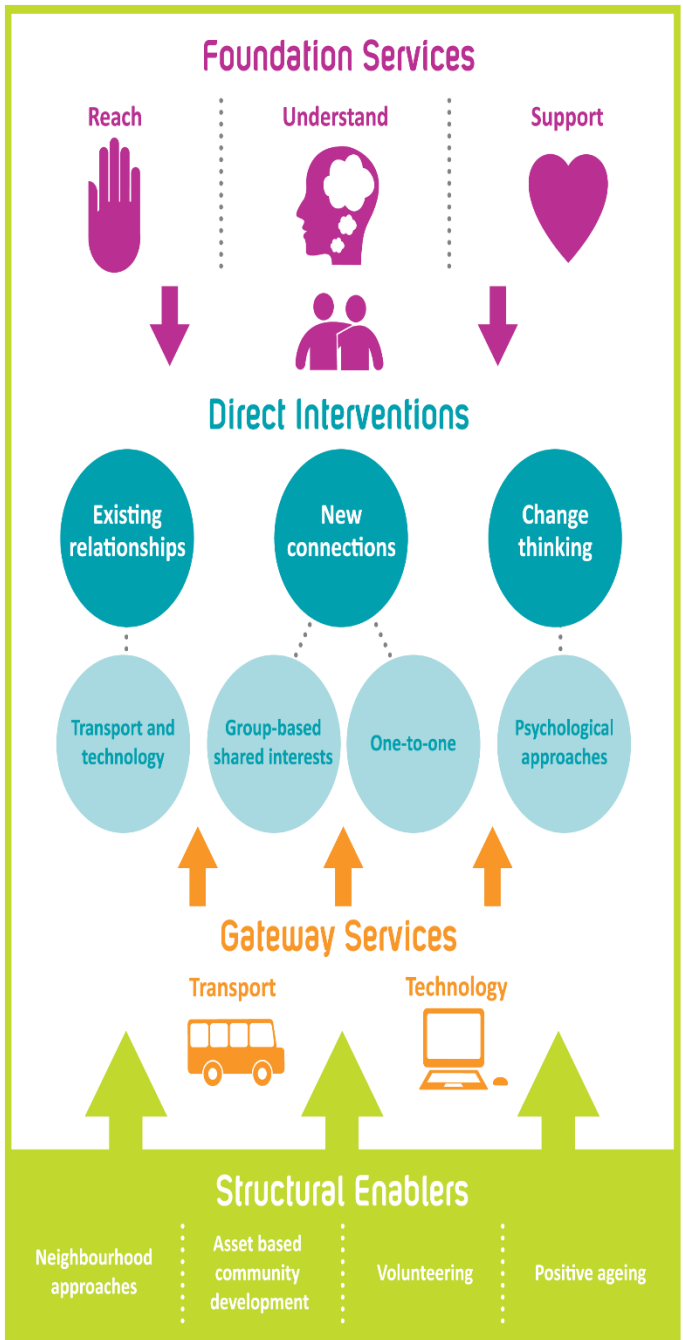 Foundation Services
Reach
Understand
Support
Direct Interventions
Existing
relationships
New
connections
Change
thinking
Transport and
technology
Group-based
shared interests
One-to-one
Psychological
approaches
Gateway Services
Transport
Technology
Structural Enablers
Neighbourhood
approaches
Asset based
community
development
Volunteering
Positive ageing